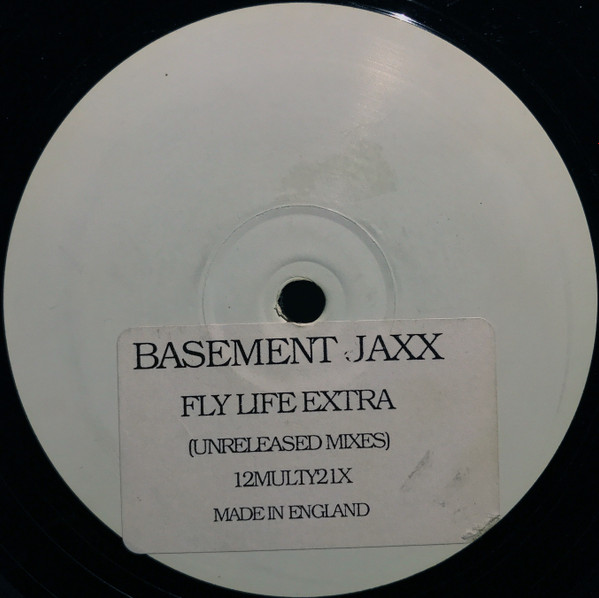 BASEMENT JAXX
FLY LIFE EXTRA
(UNRELEASED MIXES)
12MULTY21X
MADE IN ENGLAND